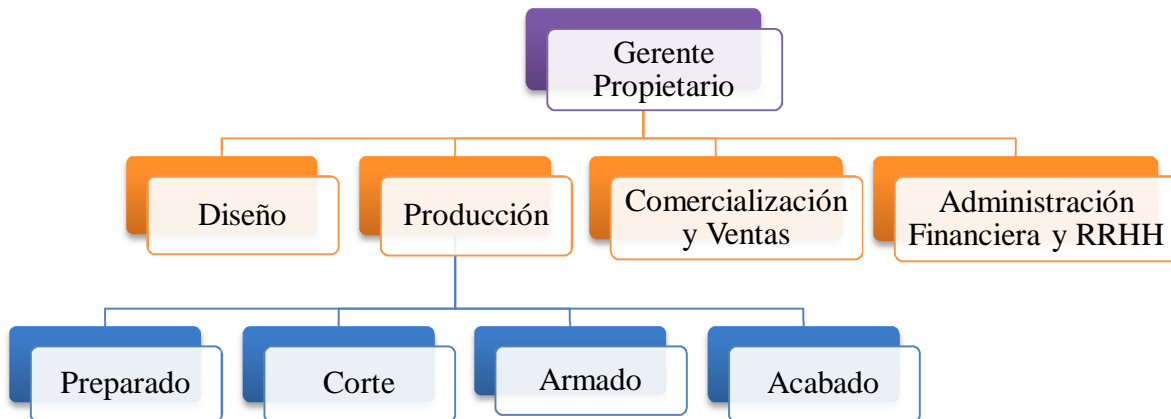 Gerente
Propietario
Diseño
Producción
Comercialización
y Ventas
Administración
Financiera y RRHH
Preparado
Corte
Armado
Acabado